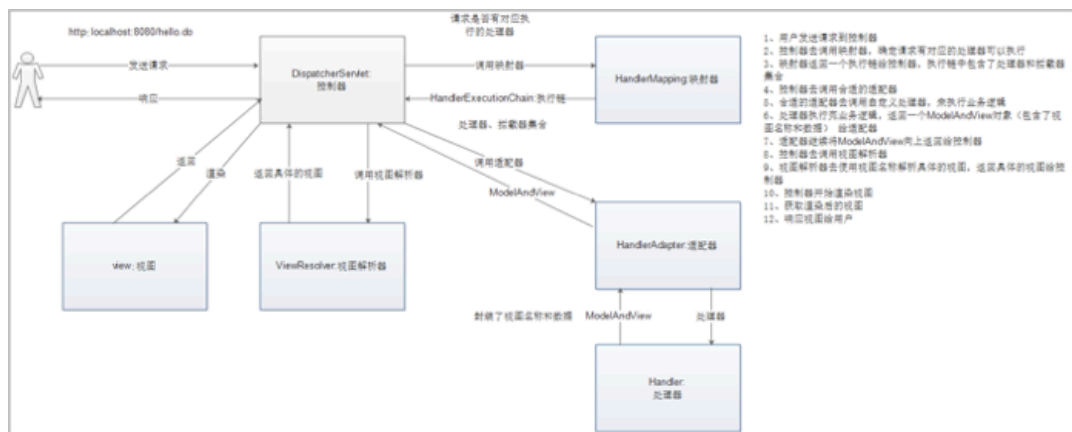 http: localhost:8080/hello.do
请求是否有对应执
行的处理器
发送请求
响应
DispatcherServlet:
控制器
调用映射器
HandlerExecutionChain:执行链
处理器、拦截器集合
HandlerMapping:映射器
返回
渲染
返回具体的视图
调用视图解析器
调用适配器
ModelAndView
view:视图
ViewResolver:视图解析器
HandlerAdapter:适配器
封装了视图名称和数据
ModelAndView
处理器
Handler:
处理器
1、用户发送请求到控制器
2、控制器去调用映射器，确定请求有对应的处理器可以执行
3、映射器返回一个执行链给控制器，执行链中包含了处理器和拦截器
集合
4、控制器去调用合适的适配器
5、合适的适配器去调用自定义处理器，来执行业务逻辑
6、处理器执行完业务逻辑，返回一个ModelAndView对象（包含了视
图名称和数据） 给适配器
7、适配器继续将ModelAndView向上返回给控制器
8、控制器去调用视图解析器
9、视图解析器去使用视图名称解析具体的视图，返回具体的视图给控
制器
10、控制器开始渲染视图
11、获取渲染后的视图
12、响应视图给用户